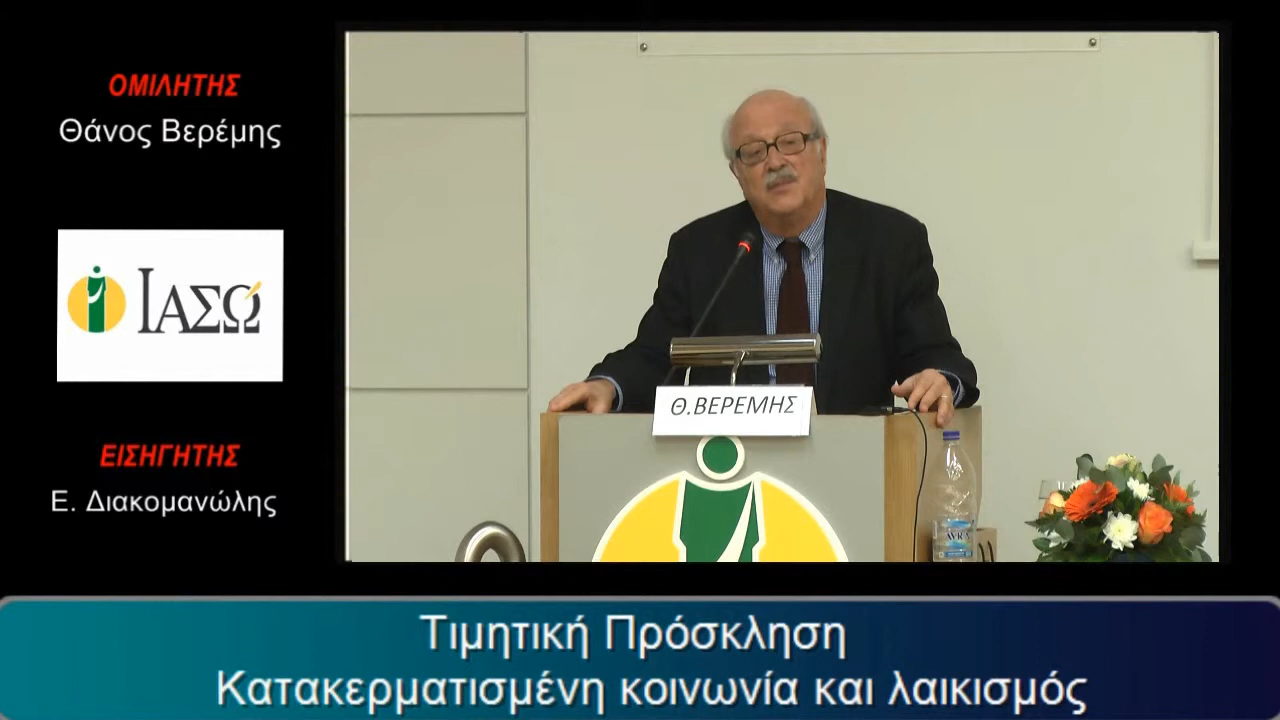 ΟΜΙΛΗΤΗΣ
Θάνος Βερέμης
ΙΑΣΩ
ΕΙΣΗΓΗΤΗΣ
Ε. Διακομανώλης
Θ.ΒΕΡΕΜΗΣ
Τιμητική Πρόσκληση
Κατακερματισμένη κοινωνία και λαικισμός